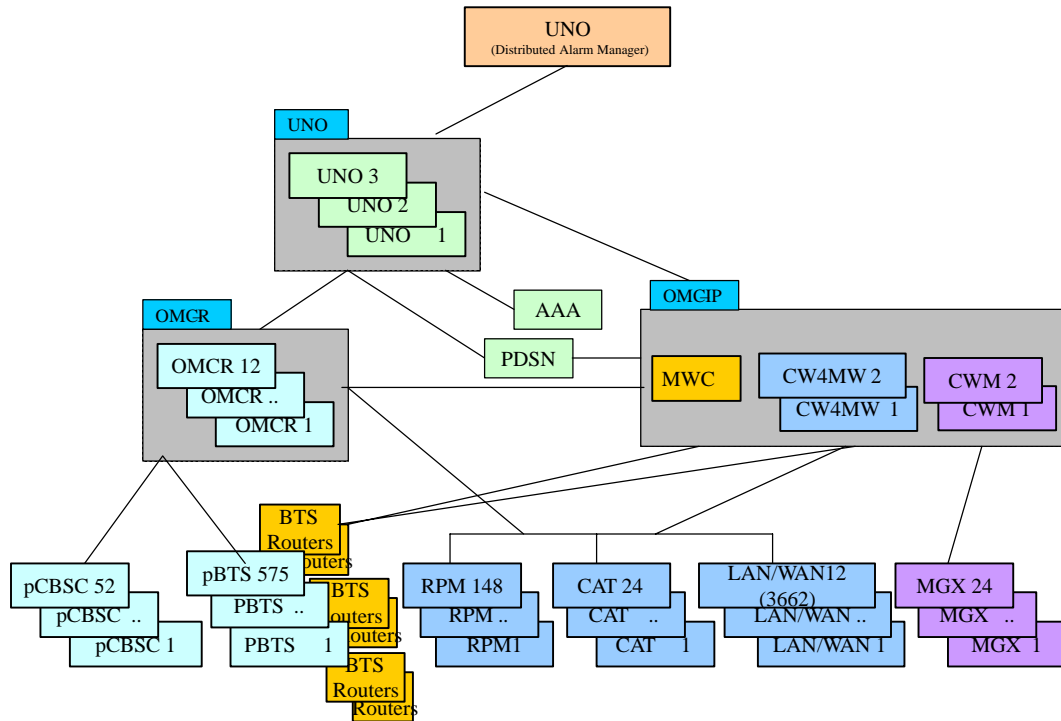 UNO
(Distributed Alarm Manager)
UNO
UNO 3
UNO 2
UNO 1
OMC-IP
AAA
OMCR
PDSN
OMCR 12
OMCR ..
OMCR 1
MWC
CW4MW 2
CW4MW 1
CWM 2
CWM 1
BTS
Routers
Routers
pCBSC 52
pCBSC ..
pCBSC 1
pBTS 575
PBTS ..
PBTS 1
BTS
Routers
Routers
BTS
Routers
Routers
RPM 148
RPM ..
RPM1
CAT 24
CAT ..
CAT 1
LAN/WAN12
(3662)
LAN/WAN ..
LAN/WAN 1
MGX 24
MGX ..
MGX 1